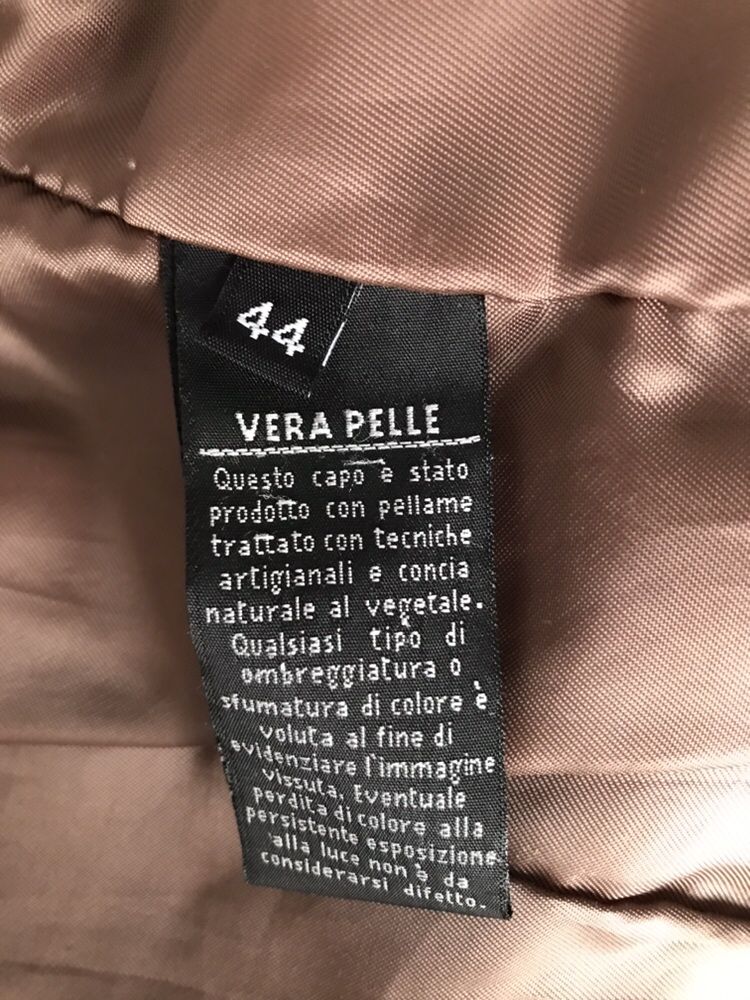 44
VERA PELLE
Questo capo è stato
prodotto con pellame
trattato con tecniche
artigianali e concia
naturale al vegetale.
Qualsiasi tipo di
ombreggiatura o
sfumatura di colore è
voluta al fine di
evidenziare l'immagine
vissuta. Eventuale
perdita di colore alla
persistente esposizione
alla luce non è da
considerarsi difetto.